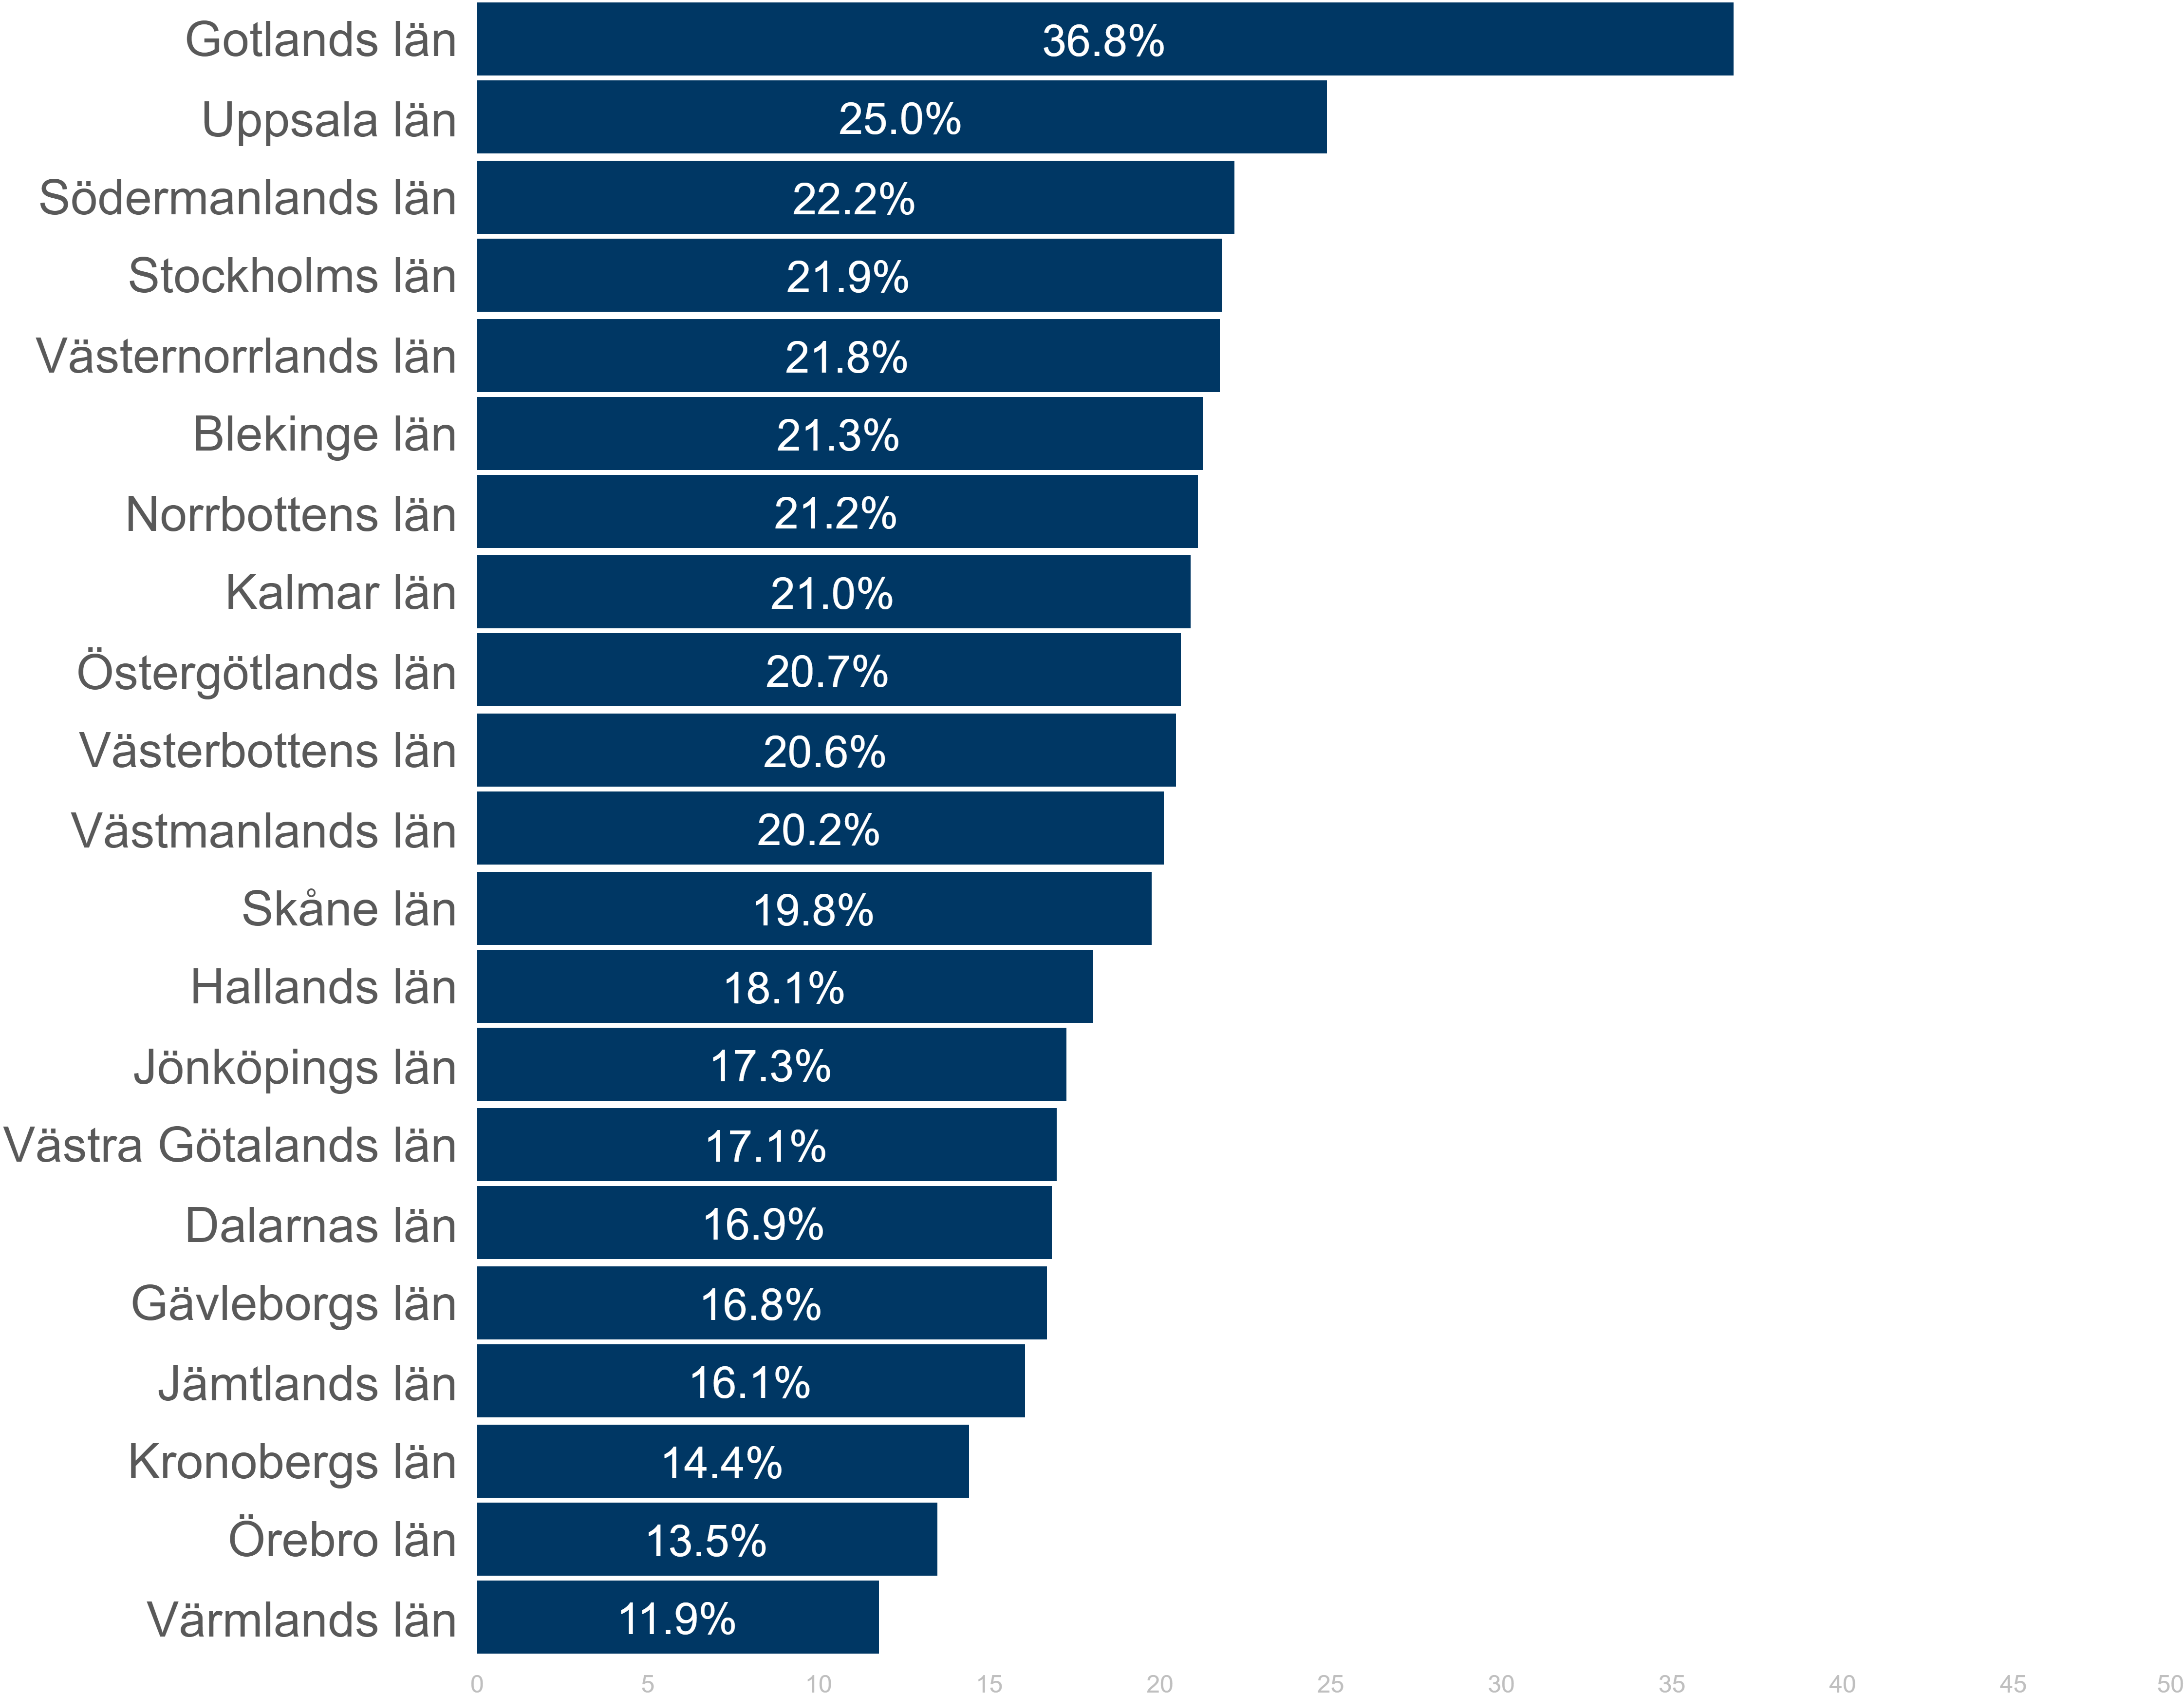 Gotlands län 36.8%
Uppsala län 25.0%
Södermanlands län 22.2%
Stockholms län 21.9%
Västernorrlands län 21.8%
Blekinge län 21.3%
Norrbottens län 21.2%
Kalmar län 21.0%
Östergötlands län 20.7%
Västerbottens län 20.6%
Västmanlands län 20.2%
Skåne län 19.8%
Hallands län 18.1%
Jönköpings län 17.3%
Västra Götalands län 17.1%
Dalarnas län 16.9%
Gävleborgs län 16.8%
Jämtlands län 16.1%
Kronobergs län 14.4%
Örebro län 13.5%
Värmlands län 11.9%
0 5 10 15 20 25 30 35 40 45 50